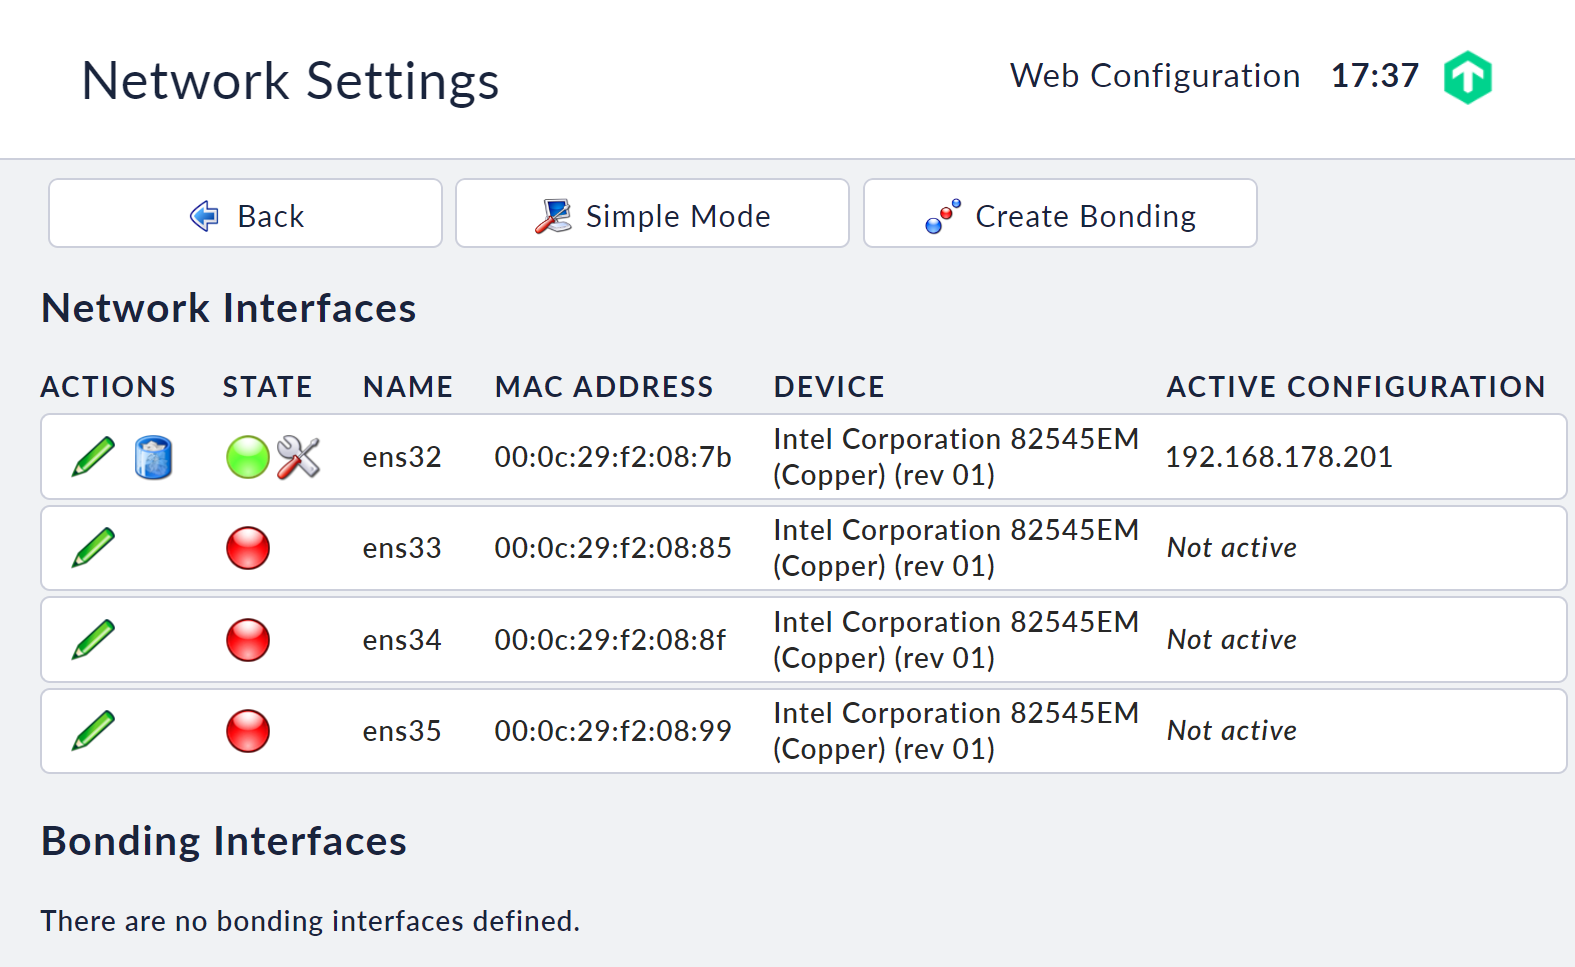 Network Settings
Web Configuration 17:37
Back
Simple Mode
Create Bonding
Network Interfaces
ACTIONS STATE NAME MAC ADDRESS DEVICE ACTIVE CONFIGURATION
ens32 00:0c:29:f2:08:7b Intel Corporation 82545EM
(Copper) (rev 01) 192.168.178.201
ens33 00:0c:29:f2:08:85 Intel Corporation 82545EM
(Copper) (rev 01) Not active
ens34 00:0c:29:f2:08:8f Intel Corporation 82545EM
(Copper) (rev 01) Not active
ens35 00:0c:29:f2:08:99 Intel Corporation 82545EM
(Copper) (rev 01) Not active
Bonding Interfaces
There are no bonding interfaces defined.